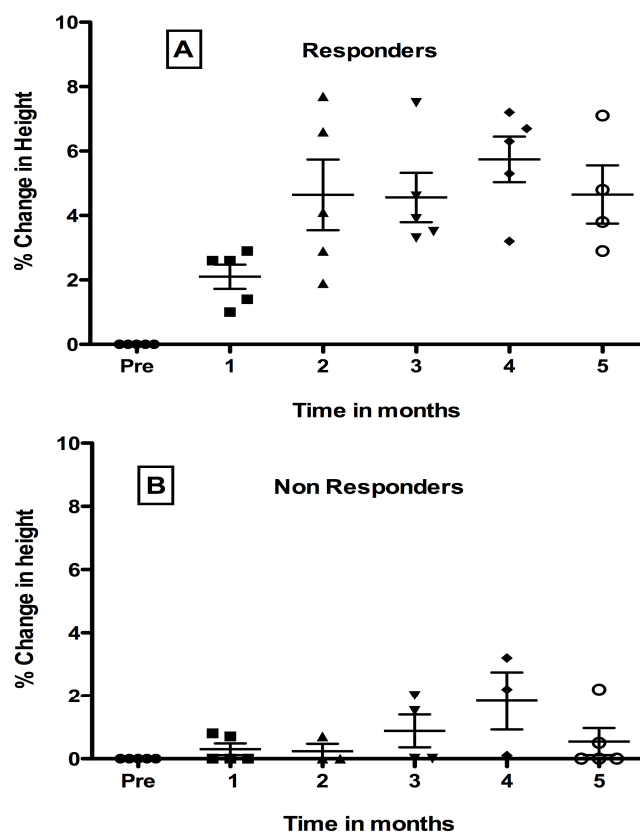 10
A
Responders
8
6
4
2
0
% Change in Height
Pre 1 2 3 4 5
Time in months
10
B
Non Responders
8
6
4
2
0
% Change in height
Pre 1 2 3 4 5
Time in months